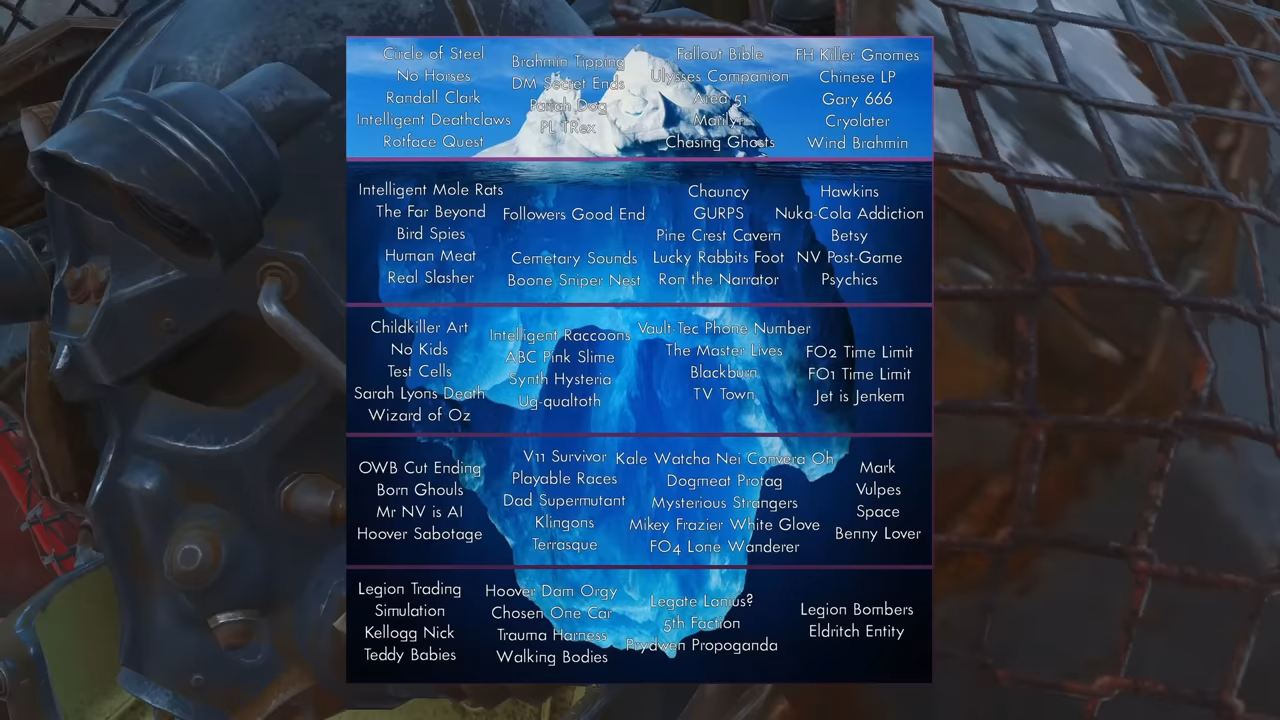 Circle of Steel
No Horses
Randall Clark
Intelligent Deathclaws
Rotface Quest
Brahmin Tipping
DM Secret Ends
Pariah Dog
PL TRex
Fallout Bible
Ulysses Companion
Area 51
Marilyn
Chasing Ghosts
FH Killer Gnomes
Chinese LP
Gary 666
Cryolater
Wind Brahmin
Intelligent Mole Rats
The Far Beyond
Bird Spies
Human Meat
Real Slasher
Followers Good End
Cemetary Sounds
Boone Sniper Nest
Chauncy
GURPS
Pine Crest Cavern
Lucky Rabbits Foot
Ron the Narrator
Hawkins
Nuka-Cola Addiction
Betsy
NV Post-Game
Psychics
Childkiller Art
No Kids
Test Cells
Sarah Lyons Death
Wizard of Oz
Intelligent Raccoons
ABC Pink Slime
Synth Hysteria
Ug-qualtoth
Vault-Tec Phone Number
The Master Lives
Blackburn
TV Town
FO2 Time Limit
FO1 Time Limit
Jet is Jenkem
OWB Cut Ending
Born Ghouls
Mr NV is AI
Hoover Sabotage
V11 Survivor
Playable Races
Dad Supermutant
Klingons
Terrasque
Kale Watcha Nei Convera Oh
Dogmeat Protag
Mysterious Strangers
Mikey Frazier White Glove
FO4 Lone Wanderer
Mark
Vulpes
Space
Benny Lover
Legion Trading
Simulation
Kellogg Nick
Teddy Babies
Hoover Dam Orgy
Chosen One Car
Trauma Harness
Walking Bodies
Legate Lanius?
5th Faction
Prydwen Propoganda
Legion Bombers
Eldritch Entity